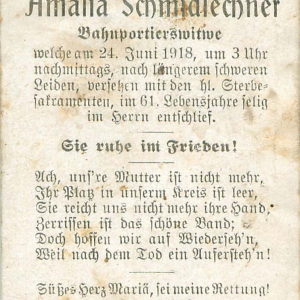 Amalia Schmidlechner
Bahnportierswitwe
welche am 24. Juni 1918, um 3 Uhr
nachmittags, nach längerem schweren
Leiden, versehen mit den hl. Sterbe-
sakramenten, im 61. Lebensjahre selig
im Herrn entschlief.
Sie ruhe im Frieden!
Ach, uns're Mutter ist nicht mehr,
Ihr Platz in unserm Kreis ist leer,
Sie reicht uns nicht mehr ihre Hand,
Zerrissen ist das schöne Band;
Doch hoffen wir auf Wiederseh'n,
Weil nach dem Tod ein Aufersteh'n!
Süßes Herz Mariä, sei meine Rettung!